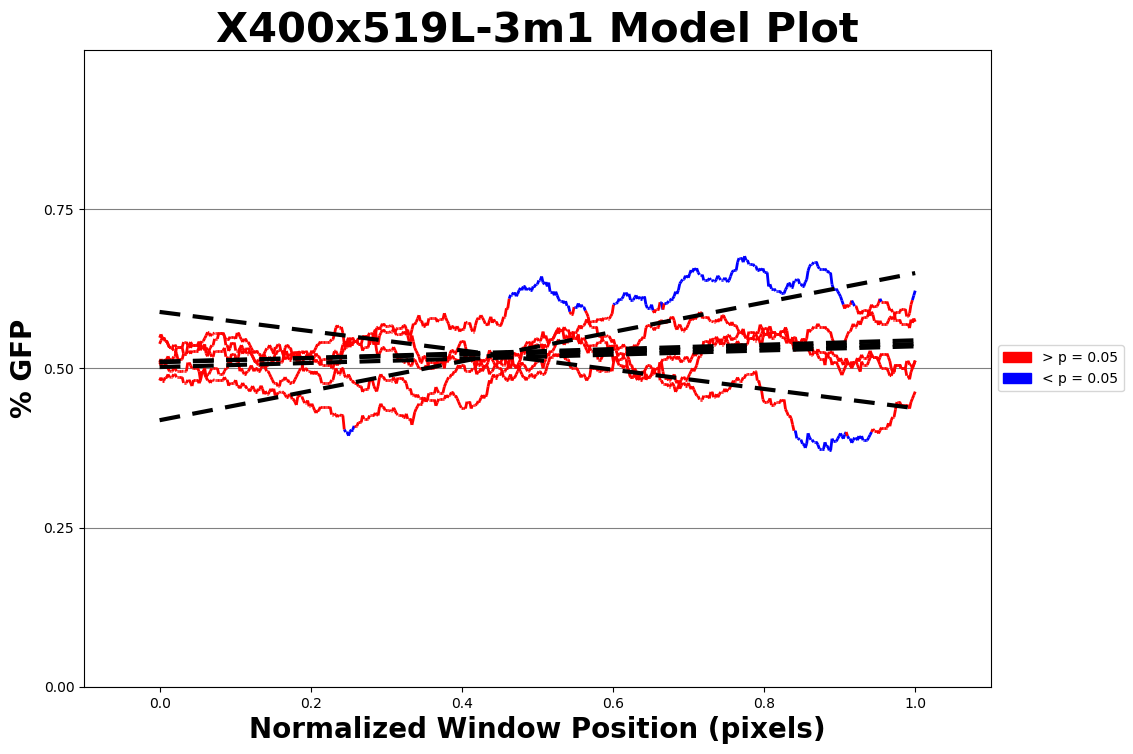 X400x519L-3m1 Model Plot
% GFP
0.75
0.50
0.25
0.00
0.0 0.2 0.4 0.6 0.8 1.0
Normalized Window Position (pixels)
> p = 0.05
< p = 0.05